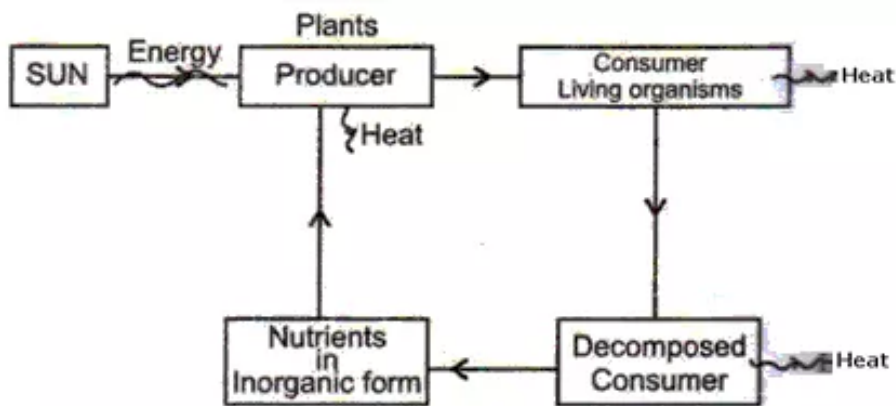 Plants
SUN
Energy
Producer
Consumer
Living organisms
Heat
Heat
Nutrients
in
Inorganic form
Decomposed
Consumer
Heat